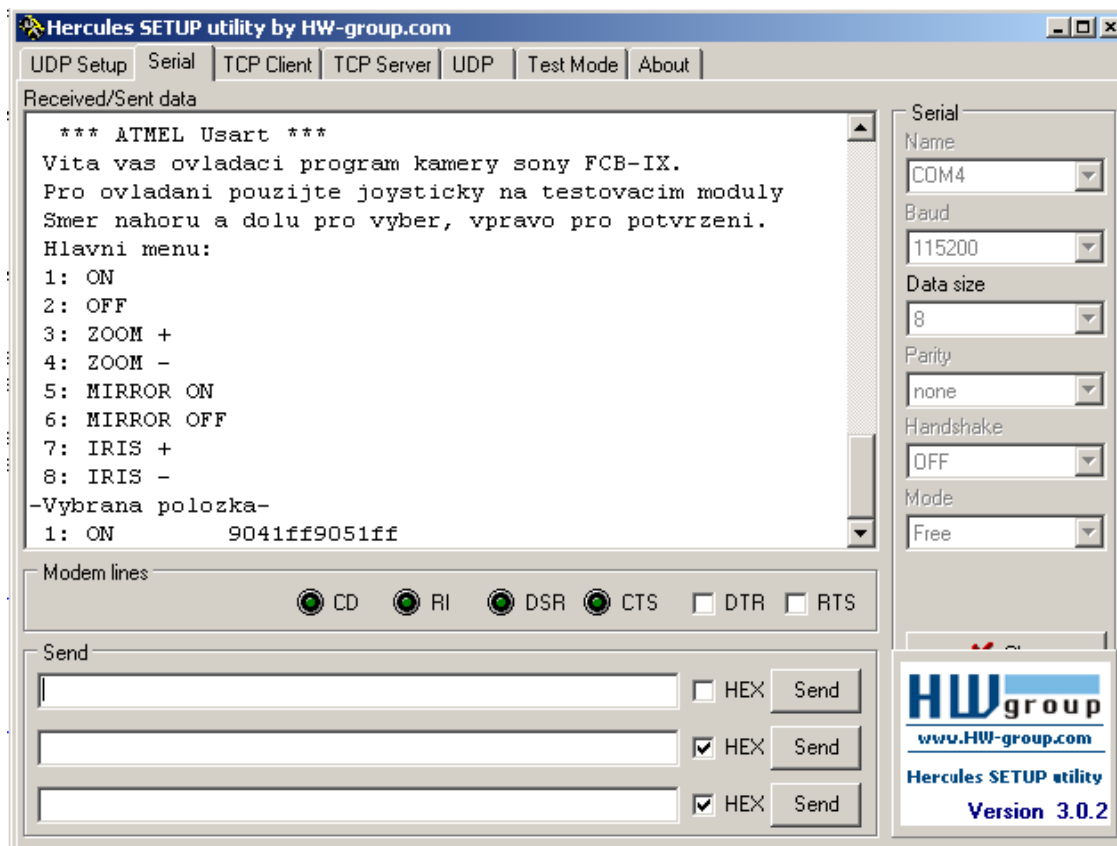 Hercules SETUP utility by HW-group.com
UDP Setup Serial TCP Client TCP Server UDP Test Mode About
Received/Sent data
*** ATMEL Usart ***
Vita vas ovladaci program kamery sony FCB-IX.
Pro ovladani pouzijte joysticky na testovacim moduly
Smer nahoru a dolu pro vyber, vpravo pro potvrzeni.
Hlavni menu:
1: ON
2: OFF
3: ZOOM +
4: ZOOM -
5: MIRROR ON
6: MIRROR OFF
7: IRIS +
8: IRIS -
-Vybrana polozka-
1: ON 9041ff9051ff
Modem lines
CD RI DSR CTS DTR RTS
Send
HEX Send
HEX Send
HEX Send
Serial
Name
COM4
Baud
115200
Data size
8
Parity
none
Handshake
OFF
Mode
Free
HW group
www.HW-group.com
Hercules SETUP utility
Version 3.0.2